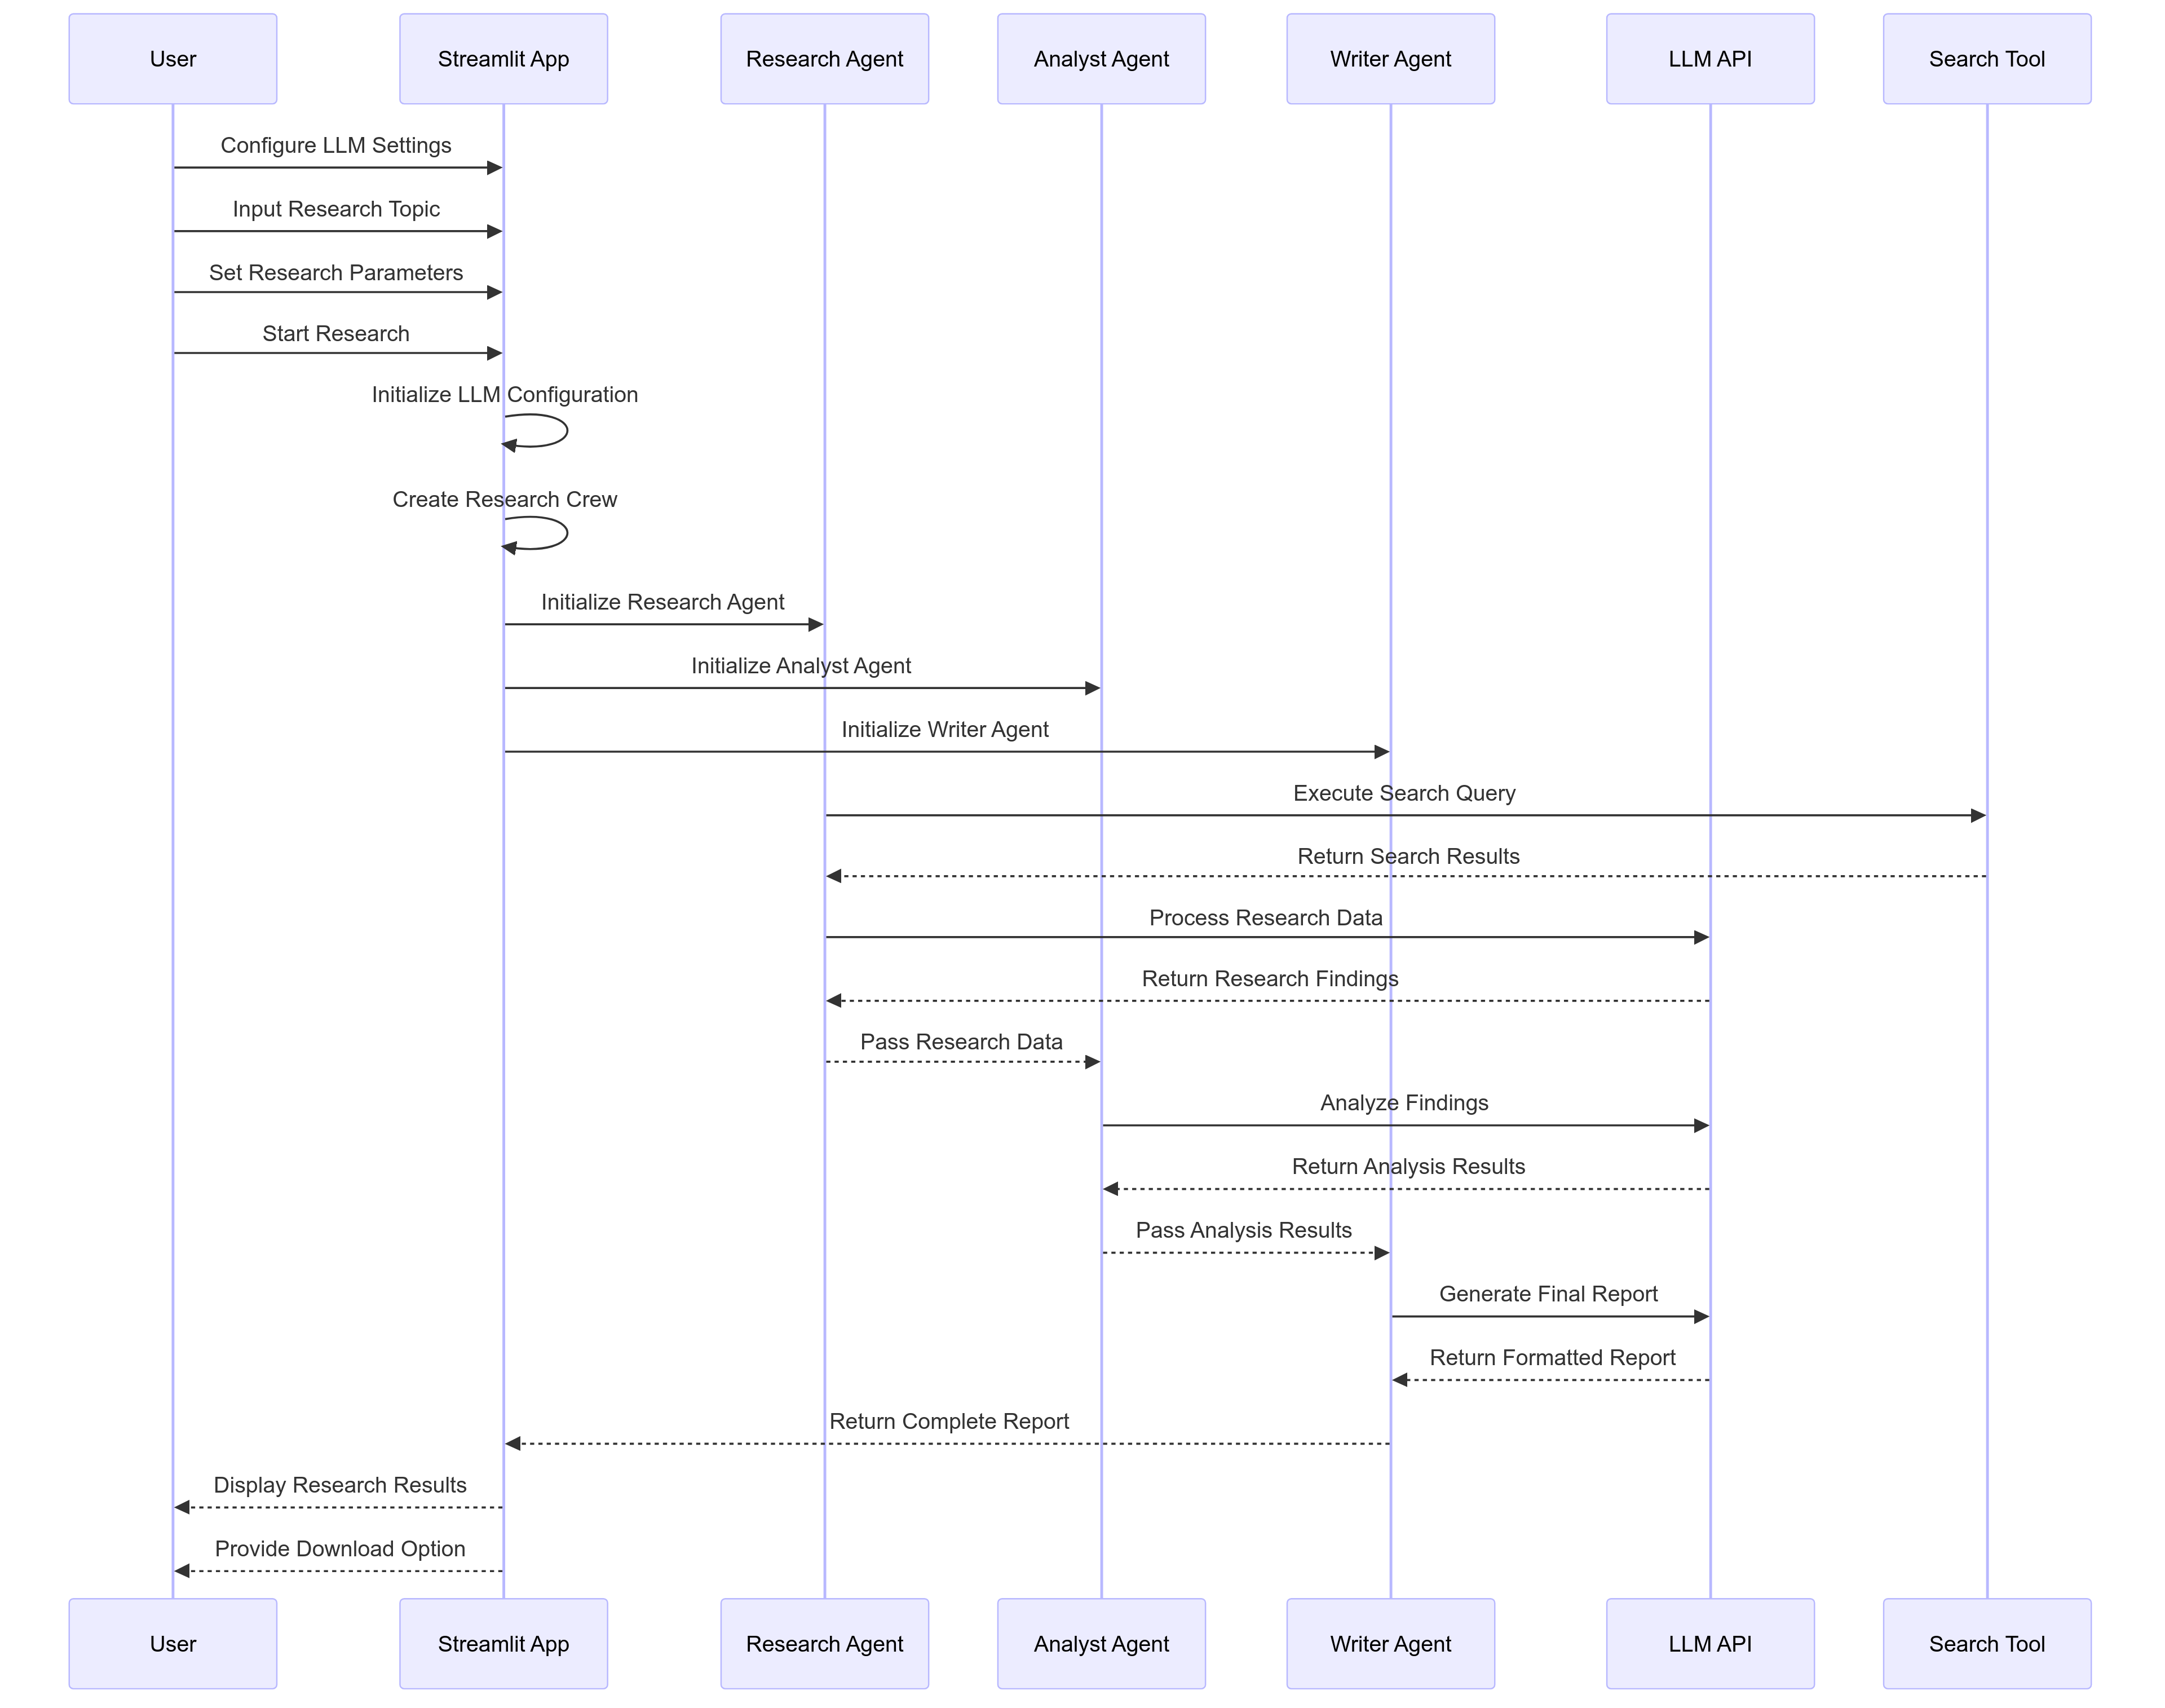 User
Streamlit App
Research Agent
Analyst Agent
Writer Agent
LLM API
Search Tool
Configure LLM Settings
Input Research Topic
Set Research Parameters
Start Research
Initialize LLM Configuration
Create Research Crew
Initialize Research Agent
Initialize Analyst Agent
Initialize Writer Agent
Execute Search Query
Return Search Results
Process Research Data
Return Research Findings
Pass Research Data
Analyze Findings
Return Analysis Results
Pass Analysis Results
Generate Final Report
Return Formatted Report
Return Complete Report
Display Research Results
Provide Download Option
User
Streamlit App
Research Agent
Analyst Agent
Writer Agent
LLM API
Search Tool